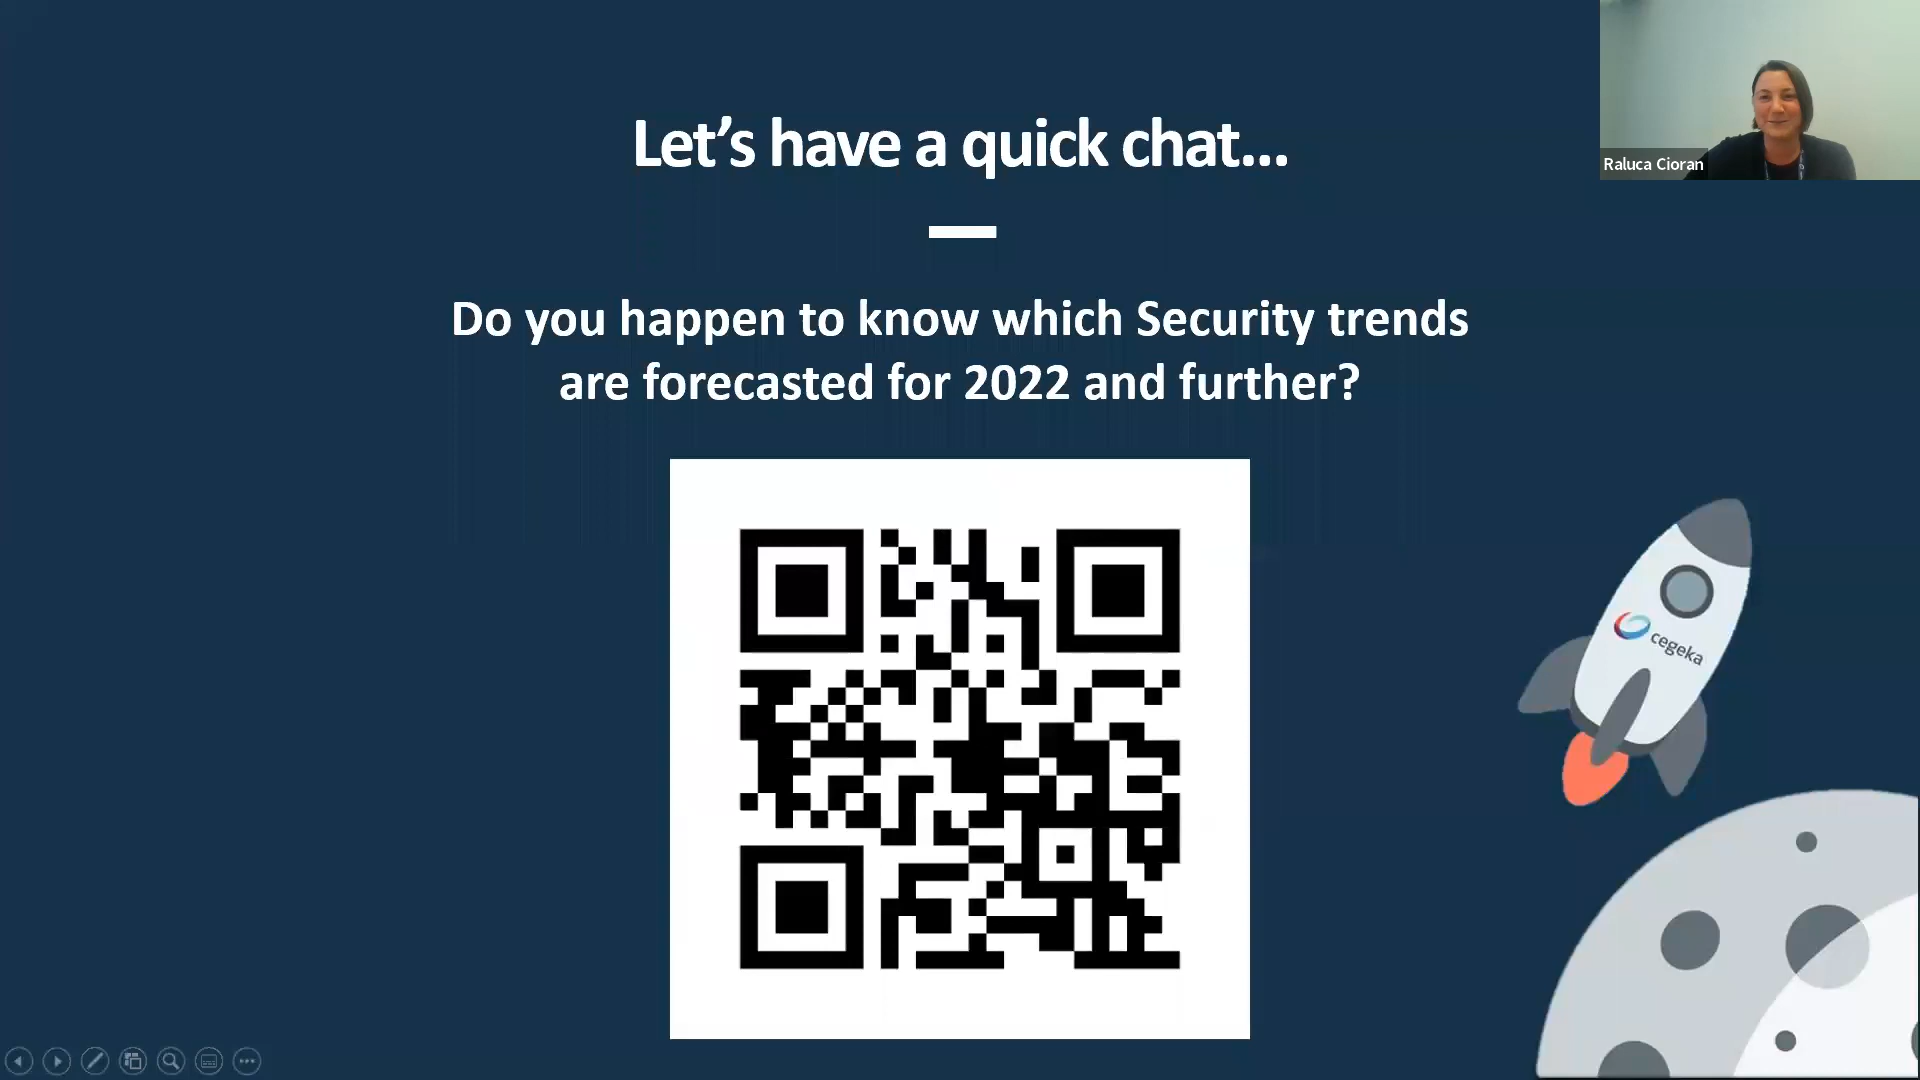 Let’s have a quick chat...
Raluca Cioran
Do you happen to know which Security trends
are forecasted for 2022 and further?
cegeka